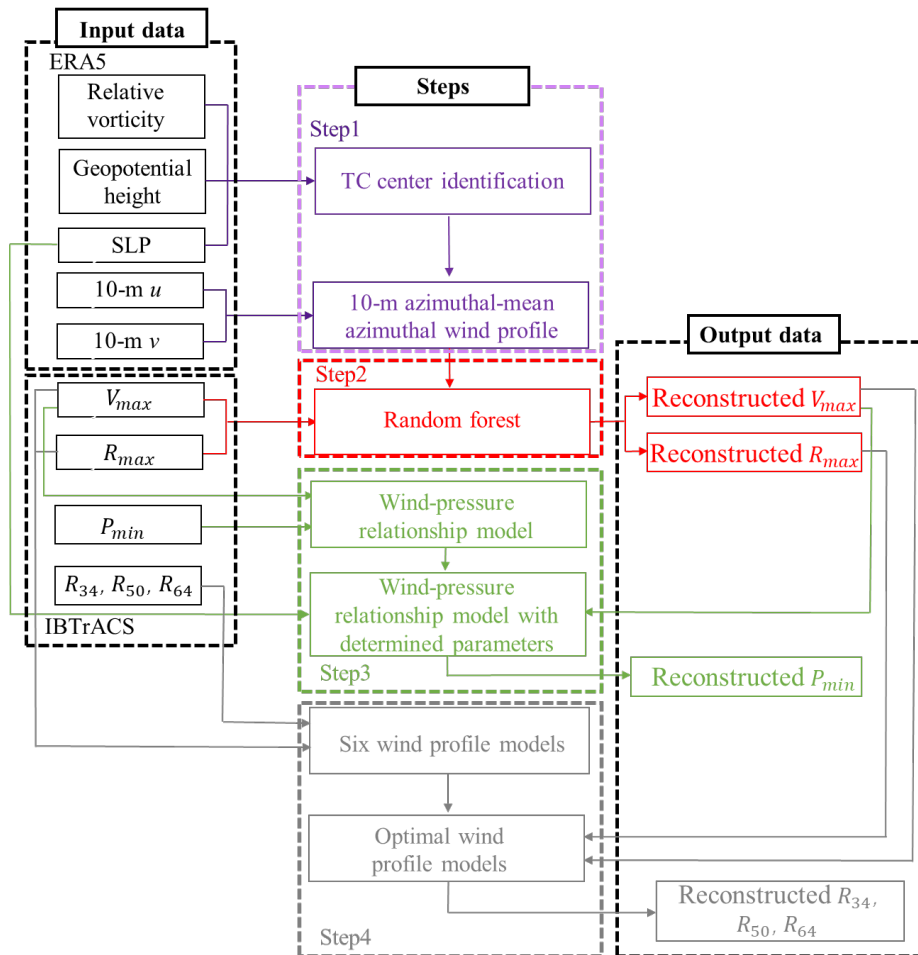 Input data
ERA5
Relative
vorticity
Geopotential
height
SLP
10-m u
10-m v
V_max
R_max
P_min
R_34, R_50, R_64
IBTrACS
Steps
Step1
TC center identification
10-m azimuthal-mean
azimuthal wind profile
Step2
Random forest
Wind-pressure
relationship model
Wind-pressure
relationship model with
determined parameters
Step3
Six wind profile models
Optimal wind
profile models
Step4
Output data
Reconstructed V_max
Reconstructed R_max
Reconstructed P_min
Reconstructed R_34,
R_50, R_64